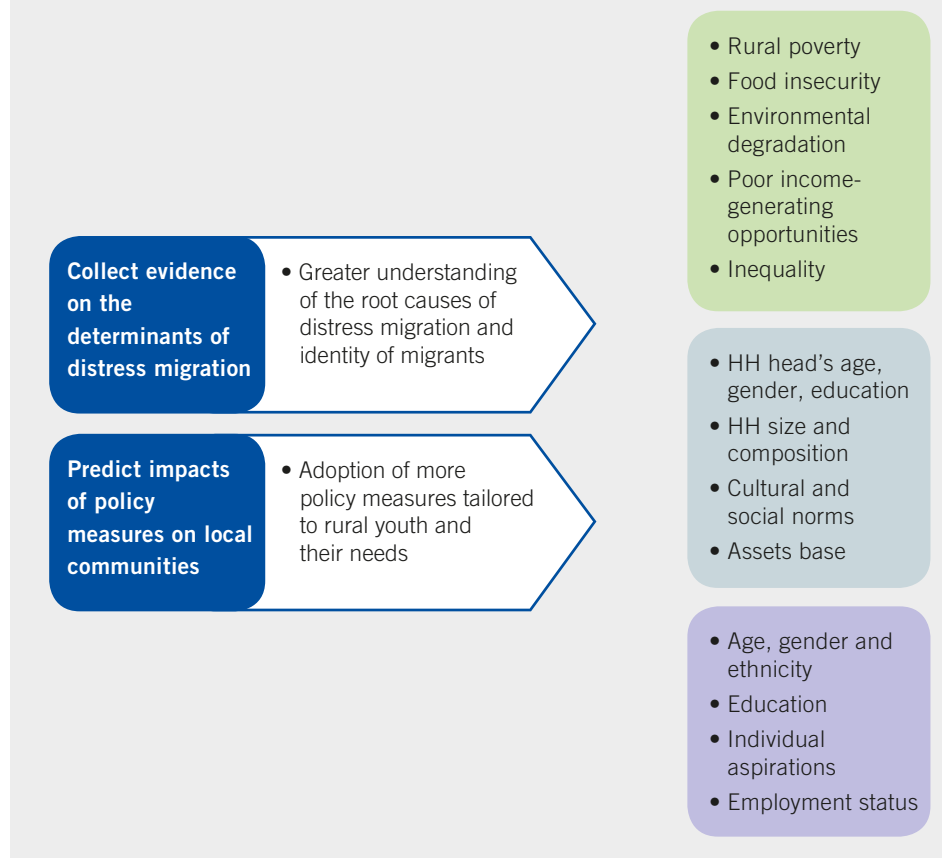 Collect evidence
on the
determinants of
distress migration
• Greater understanding
of the root causes of
distress migration and
identity of migrants
Predict impacts
of policy
measures on local
communities
• Adoption of more
policy measures tailored
to rural youth and
their needs
• Rural poverty
• Food insecurity
• Environmental
degradation
• Poor income-
generating
opportunities
• Inequality
• HH head's age,
gender, education
• HH size and
composition
• Cultural and
social norms
• Assets base
• Age, gender and
ethnicity
• Education
• Individual
aspirations
• Employment status